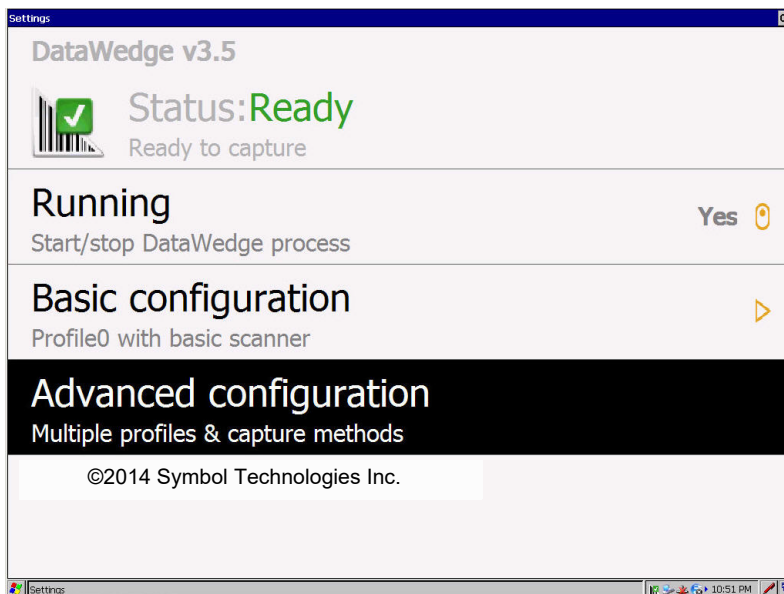 Settings
DataWedge v3.5
Status:Ready
Ready to capture
Running
Yes
Start/stop DataWedge process
Basic configuration
Profile0 with basic scanner
Advanced configuration
Multiple profiles & capture methods
©2014 Symbol Technologies Inc.
Settings
10:51 PM